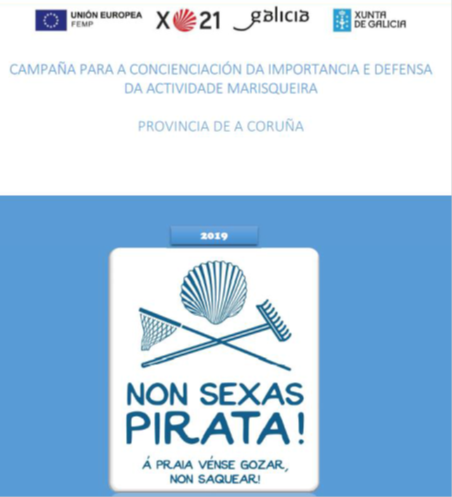 UNIÓN EUROPEA
FEMP
X 21
galicia
XUNTA
DE GALICIA
CAMPAÑA PARA A CONCIENCIACIÓN DA IMPORTANCIA E DEFENSA
DA ACTIVIDADE MARISQUEIRA
PROVINCIA DE A CORUÑA
2019
NON SEXAS
PIRATA!
Á PRAIA VÉNSE GOZAR,
NON SAQUEAR!